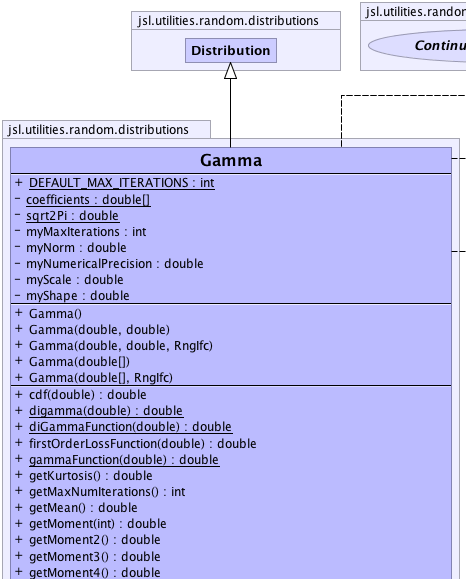 jsl.utilities.random.distributions
jsl.utilities.rando
Distribution
Continu
jsl.utilities.random.distributions
Gamma
+ DEFAULT_MAX_ITERATIONS : int
- coefficients : double[]
- sqrt2Pi : double
- myMaxIterations : int
- myNorm : double
- myNumericalPrecision : double
- myScale : double
- myShape : double
+ Gamma()
+ Gamma(double, double)
+ Gamma(double, double, RngIfc)
+ Gamma(double[])
+ Gamma(double[], RngIfc)
+ cdf(double) : double
+ digamma(double) : double
+ diGammaFunction(double) : double
+ firstOrderLossFunction(double) : double
+ gammaFunction(double) : double
+ getKurtosis() : double
+ getMaxNumIterations() : int
+ getMean() : double
+ getMoment(int) : double
+ getMoment2() : double
+ getMoment3() : double
+ getMoment4() : double